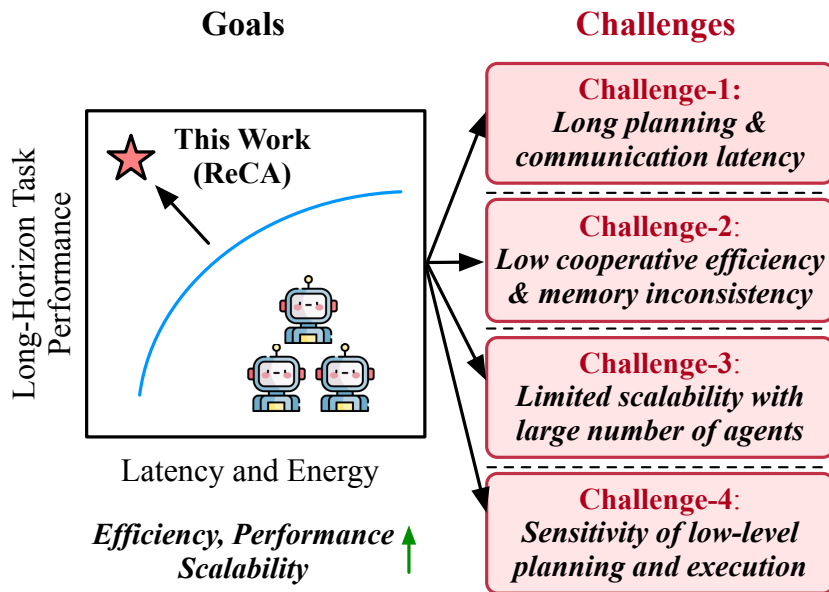 Goals
Long-Horizon Task
Performance
This Work
(ReCA)
Latency and Energy
Efficiency, Performance
Scalability
Challenges
Challenge-1:
Long planning &
communication latency
Challenge-2:
Low cooperative efficiency
& memory inconsistency
Challenge-3:
Limited scalability with
large number of agents
Challenge-4:
Sensitivity of low-level
planning and execution